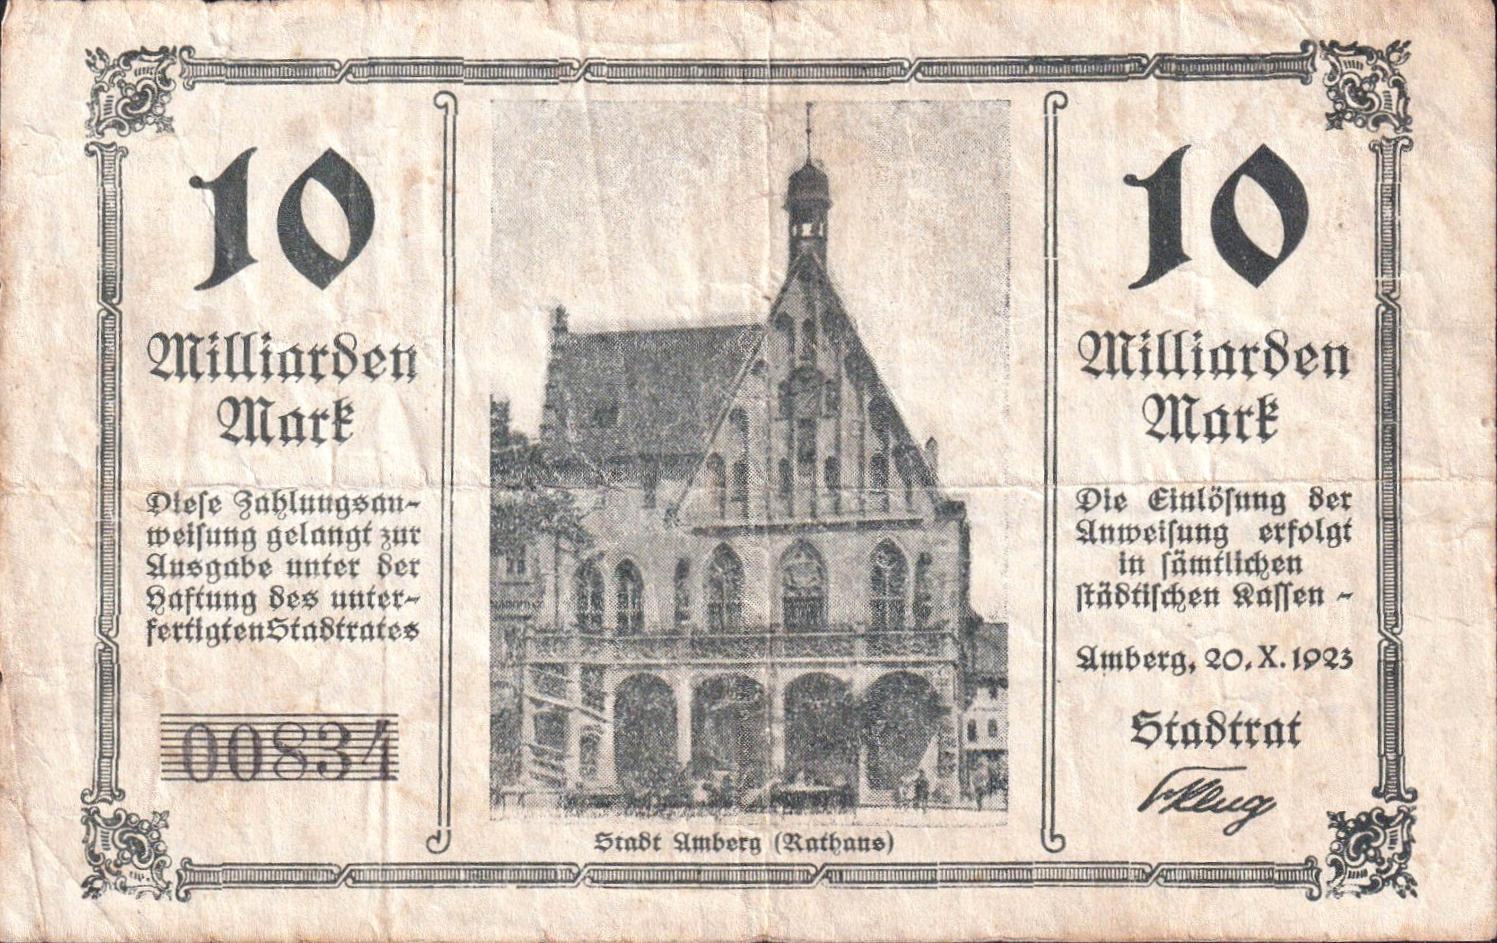 10
Milliarden
Mark
Diese Zahlungsan-
weisung gelangt zur
Ausgabe unter der
Haftung des unter-
fertigten Stadtrates
00834
Stadt Amberg (Rathaus)
10
Milliarden
Mark
Die Einlösung der
Anweisung erfolgt
in sämtlichen
städtischen Kassen -
Amberg, 20. X. 1923
Stadtrat
Klug